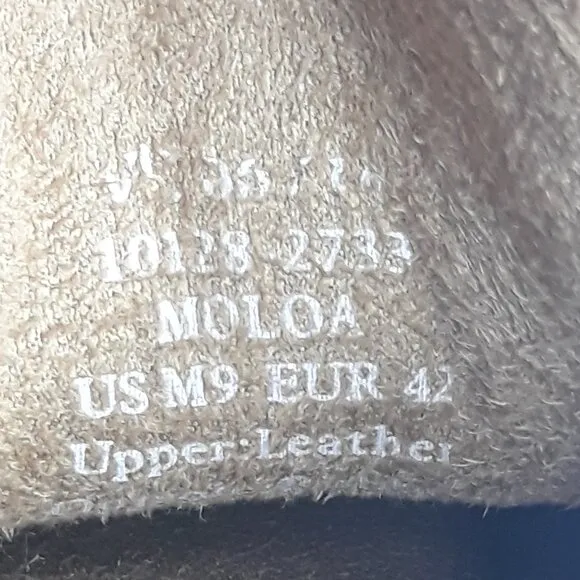 10128 2733
MOLOA
US M9 EUR 42
Upper: Leather